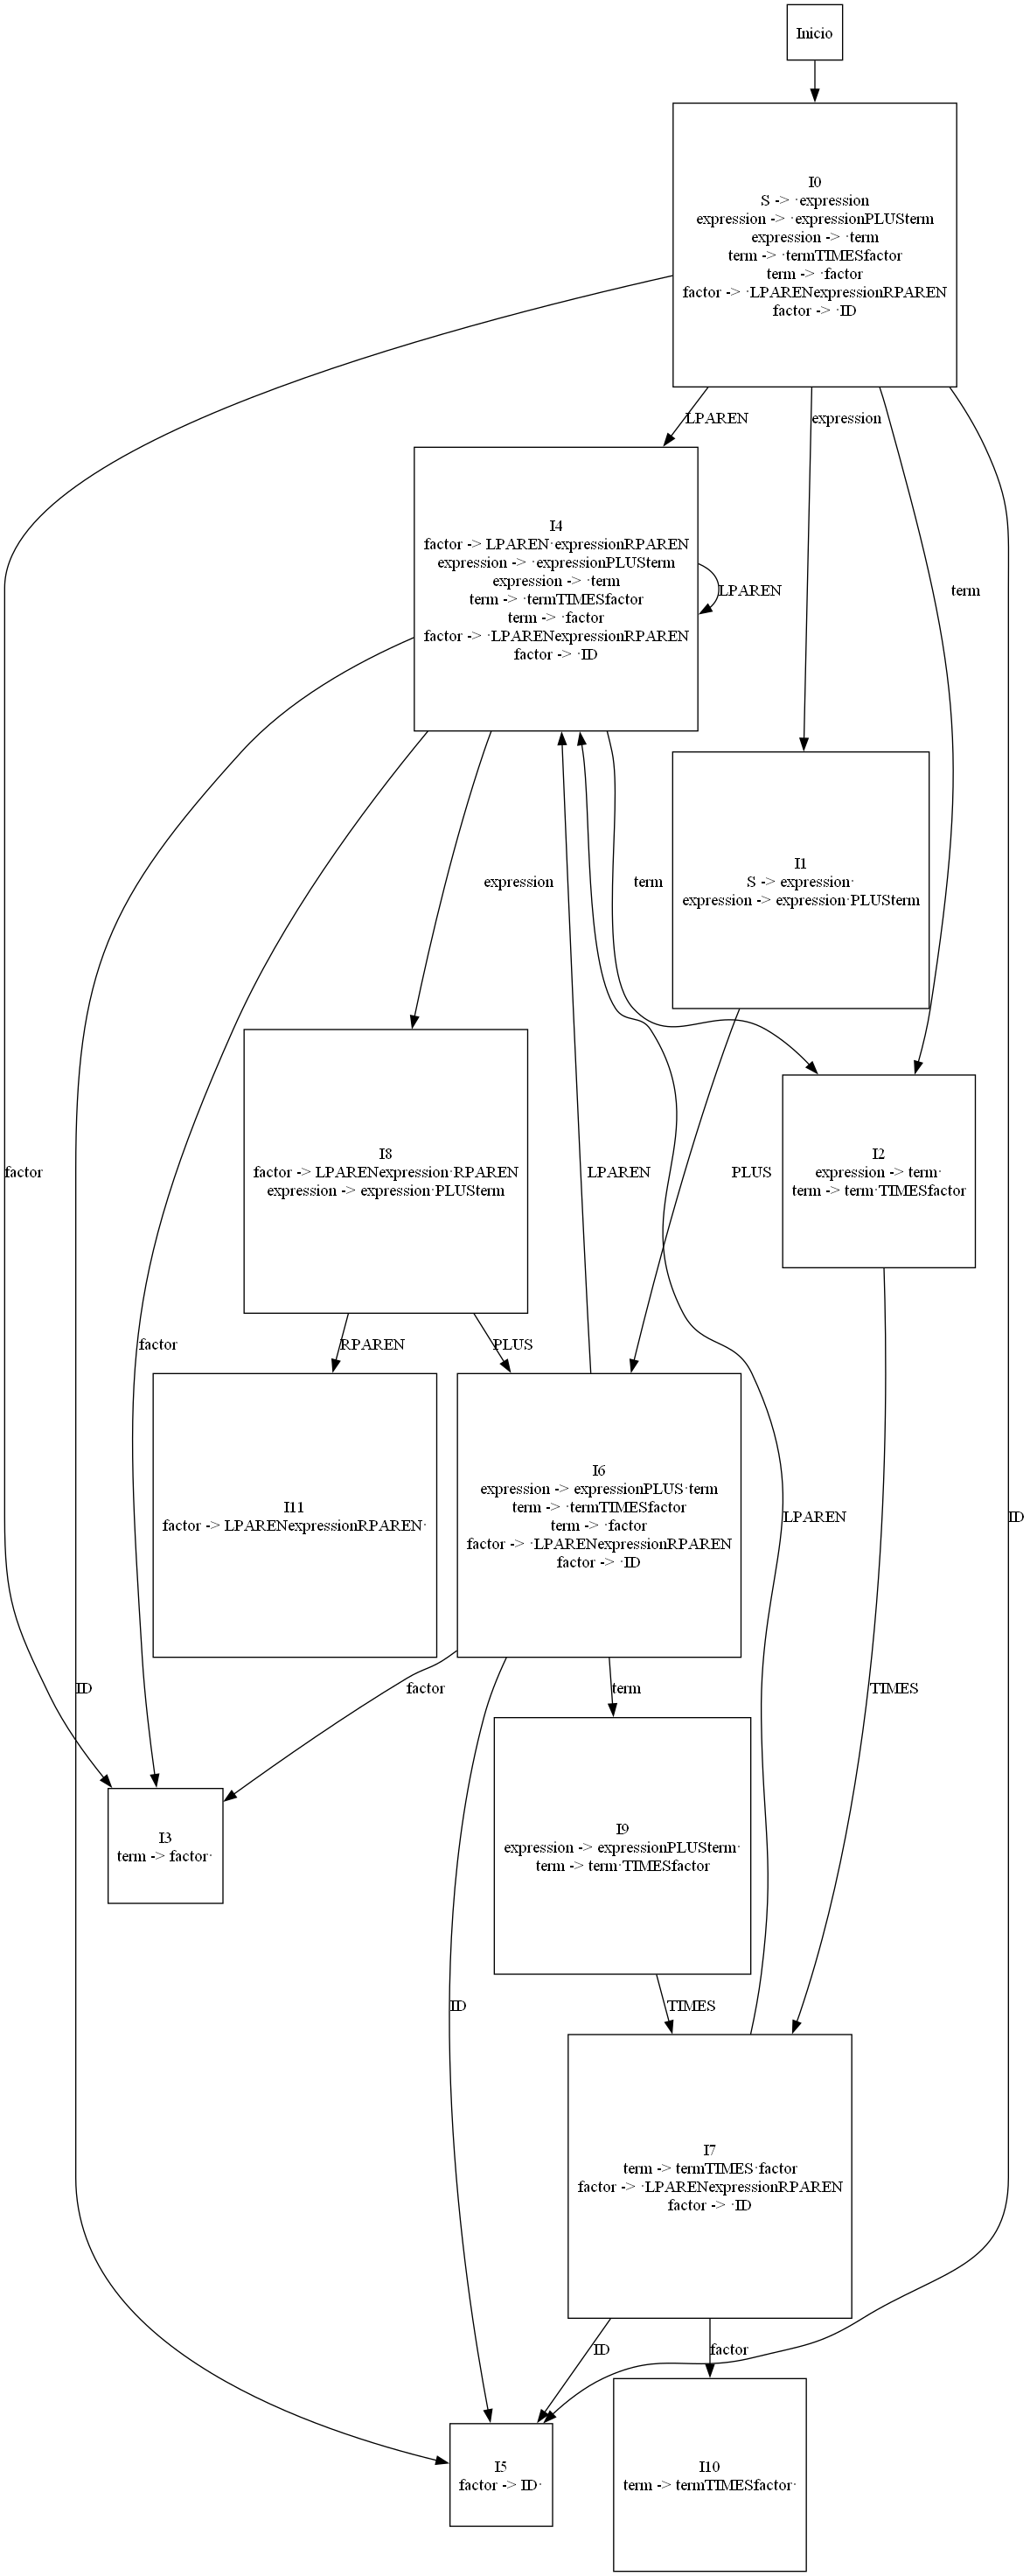 Inicio
I0
S -> ·expression
expression -> ·expressionPLUSterm
expression -> ·term
term -> ·termTIMESfactor
term -> ·factor
factor -> ·LPARENexpressionRPAREN
factor -> ·ID
LPAREN
expression
I4
factor -> LPAREN·expressionRPAREN
expression -> ·expressionPLUSterm
expression -> ·term
term -> ·termTIMESfactor
term -> ·factor
factor -> ·LPARENexpressionRPAREN
factor -> ·ID
LPAREN
term
I1
S -> expression·
expression -> expression·PLUSterm
expression
term
I8
factor -> LPARENexpression·RPAREN
expression -> expression·PLUSterm
I2
expression -> term·
term -> term·TIMESfactor
factor
LPAREN
PLUS
factor
RPAREN
PLUS
I11
factor -> LPARENexpressionRPAREN·
I6
expression -> expressionPLUS·term
term -> ·termTIMESfactor
term -> ·factor
factor -> ·LPARENexpressionRPAREN
factor -> ·ID
LPAREN
ID
ID
factor
term
TIMES
I3
term -> factor·
I9
expression -> expressionPLUSterm·
term -> term·TIMESfactor
ID
TIMES
I7
term -> termTIMES·factor
factor -> ·LPARENexpressionRPAREN
factor -> ·ID
ID
factor
I5
factor -> ID·
I10
term -> termTIMESfactor·